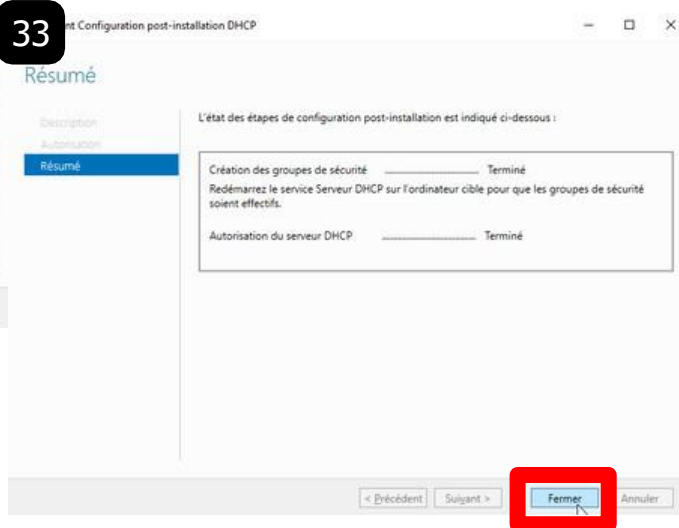 33
nt Configuration post-installation DHCP
Résumé
Description
Autorisation
Résumé
L'état des étapes de configuration post-installation est indiqué ci-dessous :
Création des groupes de sécurité Terminé
Redémarrez le service Serveur DHCP sur l'ordinateur cible pour que les groupes de sécurité
soient effectifs.
Autorisation du serveur DHCP Terminé
< Précédent Suivant > Fermer Annuler